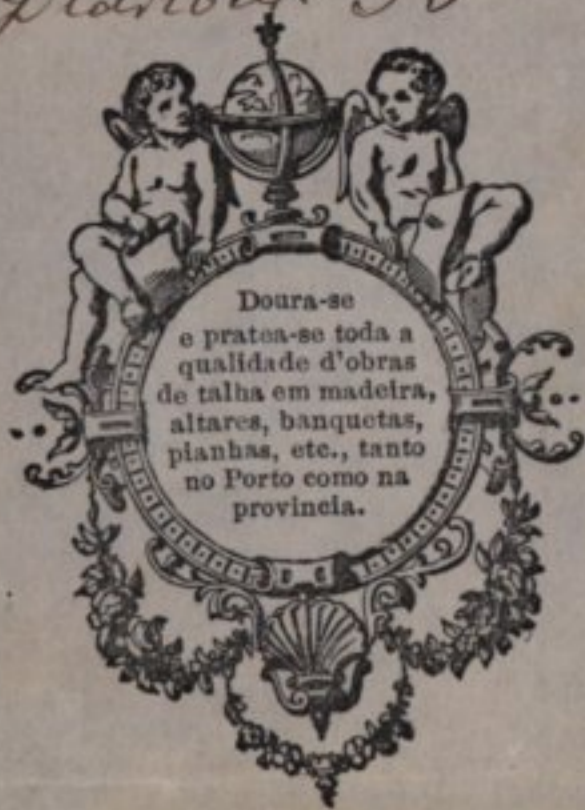 Doura-se
e pratea-se toda a
qualidade d'obras
de talha em madeira,
altares, banquetas,
planhas, etc., tanto
no Porto como na
provincia.